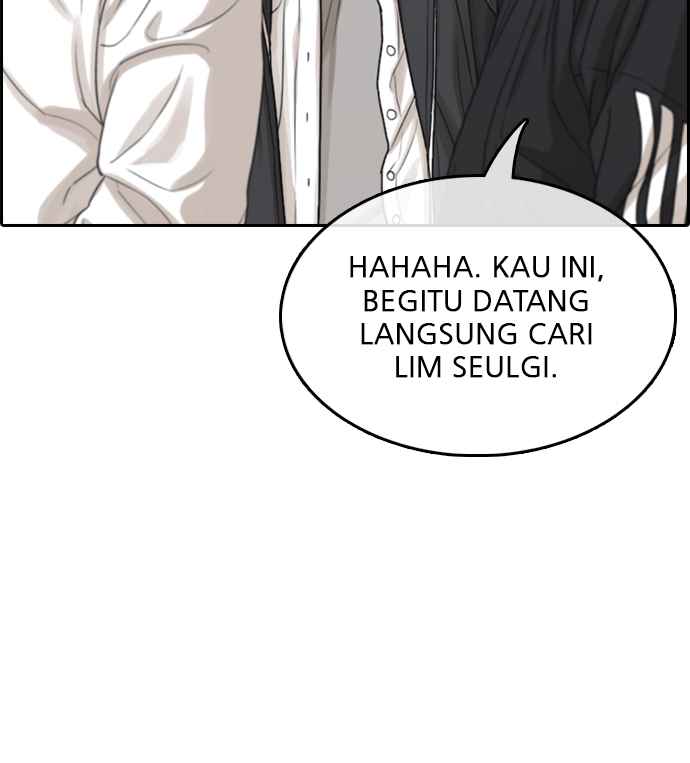 HAHAHA. KAU INI,
BEGITU DATANG
LANGSUNG CARI
LIM SEULGI.